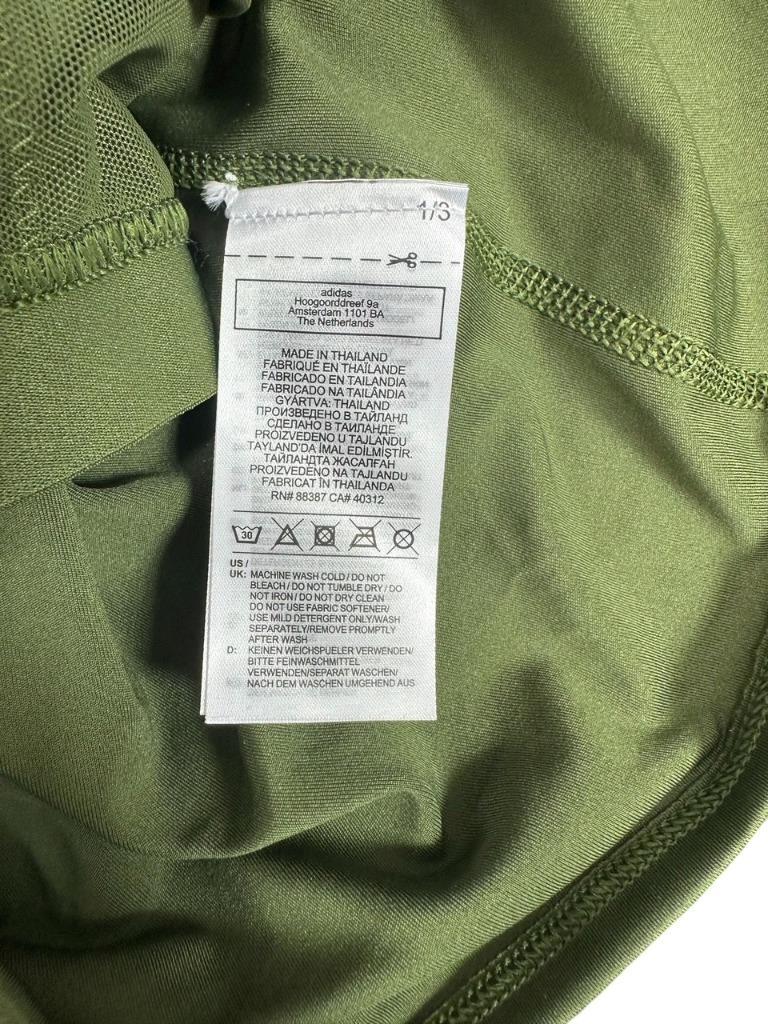 1/3
adidas
Hoogoorddreef 9a
Amsterdam 1101 BA
The Netherlands
MADE IN THAILAND
FABRIQUÉ EN THAÏLANDE
FABRICADO EN TAILANDIA
FABRICADO NA TAILÂNDIA
GYÁRTVA: THAILAND
ПРОИЗВЕДЕНО В ТАЙЛАНД
СДЕЛАНО В ТАИЛАНДЕ
PROIZVEDENO U TAJLANDU
TAYLAND'DA İMAL EDİLMİŞTİR.
ТАЙЛАНДТА ЖАСАЛҒАН
PROIZVEDENO NA TAJLANDU
FABRICAT ÎN THAILANDA
RN# 88387 CA# 40312
30
US /
UK: MACHINE WASH COLD / DO NOT
BLEACH / DO NOT TUMBLE DRY / DO
NOT IRON / DO NOT DRY CLEAN
DO NOT USE FABRIC SOFTENER/
USE MILD DETERGENT ONLY/WASH
SEPARATELY/REMOVE PROMPTLY
AFTER WASH
D: KEINEN WEICHSPUELER VERWENDEN/
BITTE FEINWASCHMITTEL
VERWENDEN/SEPARAT WASCHEN/
NACH DEM WASCHEN UMGEHEND AUS